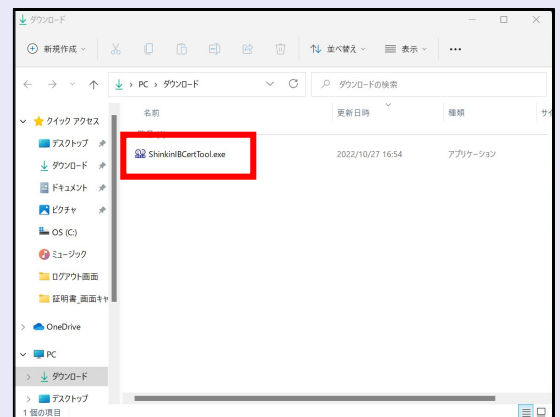 ダウンロード
新規作成
並べ替え
表示
PC
ダウンロード
ダウンロードの検索
名前
更新日時
種類
サイ
クイック アクセス
ShinkinIBCertTool.exe
2022/10/27 16:54
アプリケーション
デスクトップ
ダウンロード
ドキュメント
ピクチャ
OS (C:)
ミュージック
ログアウト画面
証明書_画面キャ
OneDrive
PC
ダウンロード
デスクトップ
1 個の項目